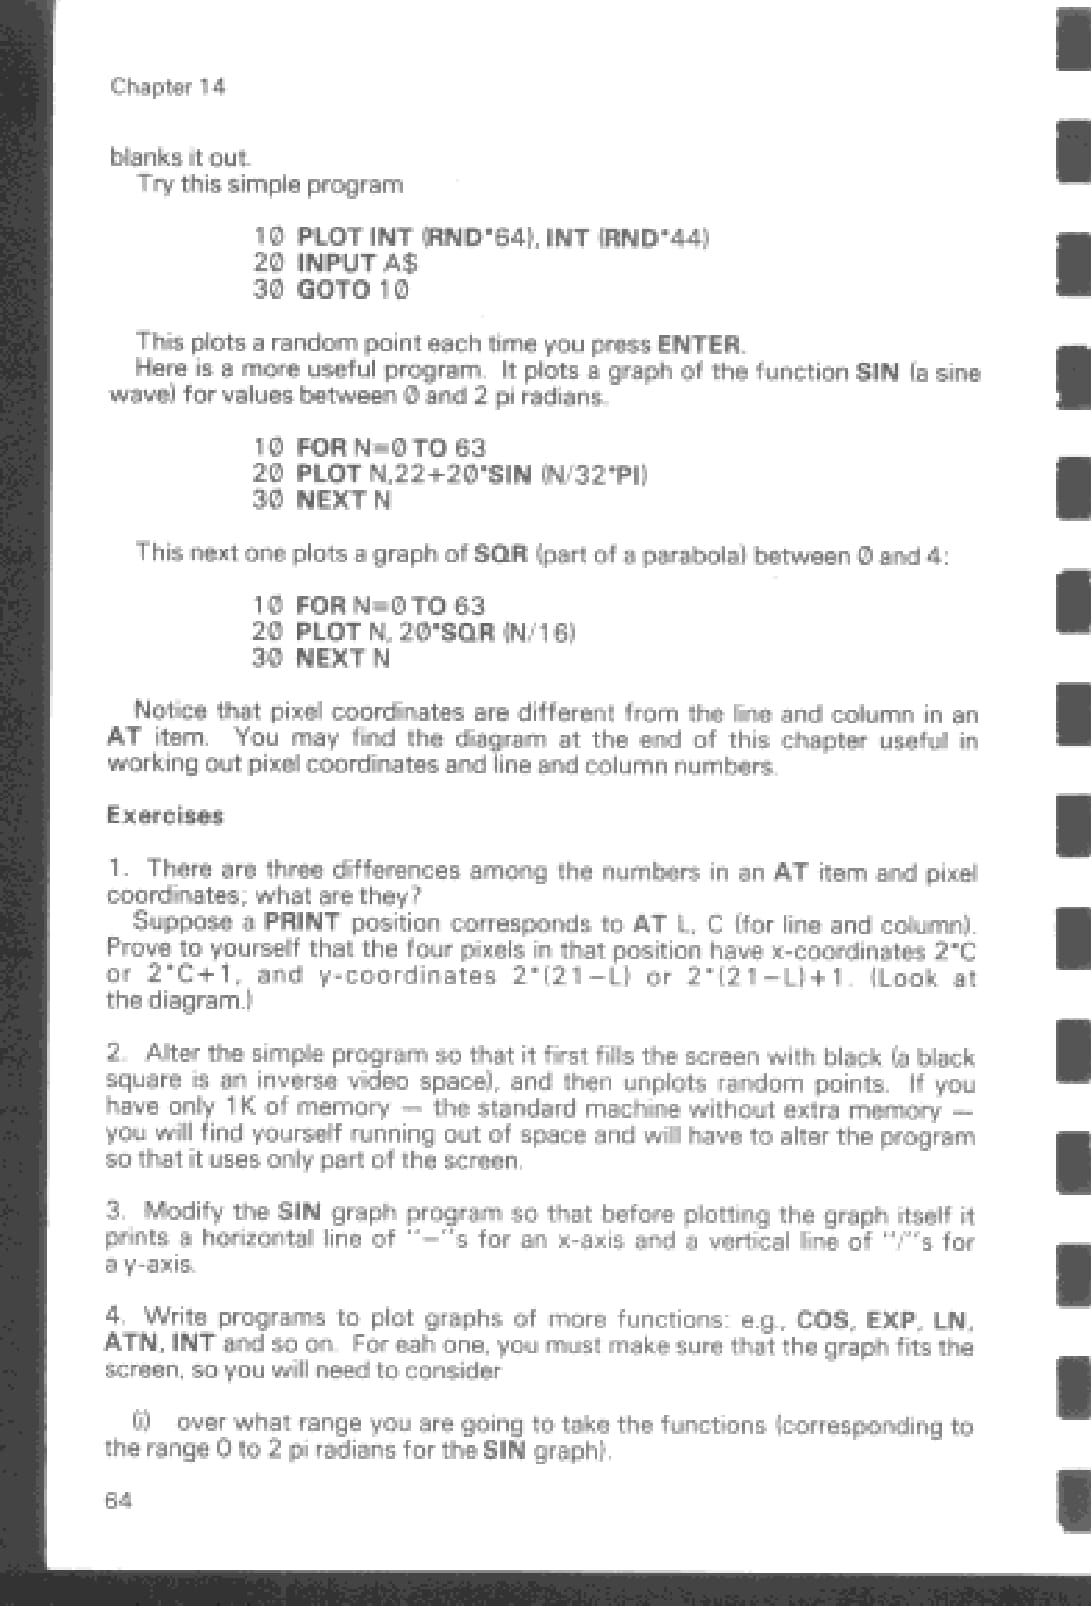 Chapter 14
blanks it out.
Try this simple program
10 PLOT INT (RND*64), INT (RND*44)
20 INPUT A$
30 GOTO 10
This plots a random point each time you press ENTER.
Here is a more useful program. It plots a graph of the function SIN (a sine
wave) for values between 0 and 2 pi radians.
10 FOR N=0 TO 63
20 PLOT N,22+20*SIN (N/32*PI)
30 NEXT N
This next one plots a graph of SQR (part of a parabola) between 0 and 4:
10 FOR N=0 TO 63
20 PLOT N, 20*SQR (N/16)
30 NEXT N
Notice that pixel coordinates are different from the line and column in an
AT item. You may find the diagram at the end of this chapter useful in
working out pixel coordinates and line and column numbers.
Exercises
1. There are three differences among the numbers in an AT item and pixel
coordinates; what are they?
Suppose a PRINT position corresponds to AT L, C (for line and column).
Prove to yourself that the four pixels in that position have x-coordinates 2*C
or 2*C+1, and y-coordinates 2*(21–L) or 2*(21–L)+1. (Look at
the diagram.)
2. Alter the simple program so that it first fills the screen with black (a black
square is an inverse video space), and then unplots random points. If you
have only 1K of memory — the standard machine without extra memory —
you will find yourself running out of space and will have to alter the program
so that it uses only part of the screen.
3. Modify the SIN graph program so that before plotting the graph itself it
prints a horizontal line of "–"s for an x-axis and a vertical line of "/"s for
a y-axis.
4. Write programs to plot graphs of more functions: e.g., COS, EXP, LN,
ATN, INT and so on. For eah one, you must make sure that the graph fits the
screen, so you will need to consider
(i) over what range you are going to take the functions (corresponding to
the range 0 to 2 pi radians for the SIN graph).
64